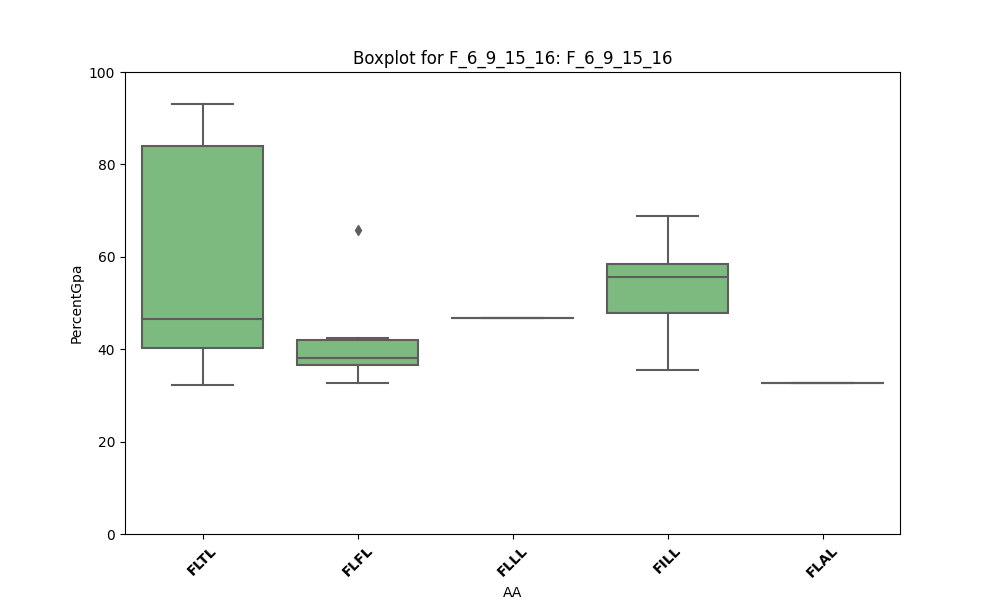 Boxplot for F_6_9_15_16: F_6_9_15_16
100
80
60
40
20
0
PercentGpa
FLTL
FLFL
FLLL
FILL
FLAL
AA